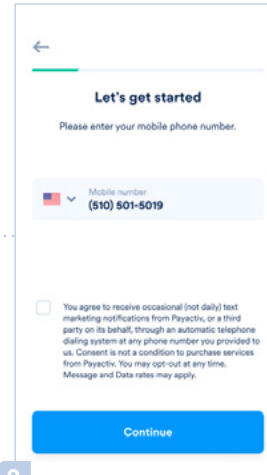 Let's get started
Please enter your mobile phone number.
Mobile number
(510) 501-5019
You agree to receive occasional (not daily) text
marketing notifications from Payactiv, or a third
party on its behalf, through an automatic telephone
dialing system at any phone number you provided to
us. Consent is not a condition to purchase services
from Payactiv. You may opt-out at any time.
Message and Data rates may apply.
Continue